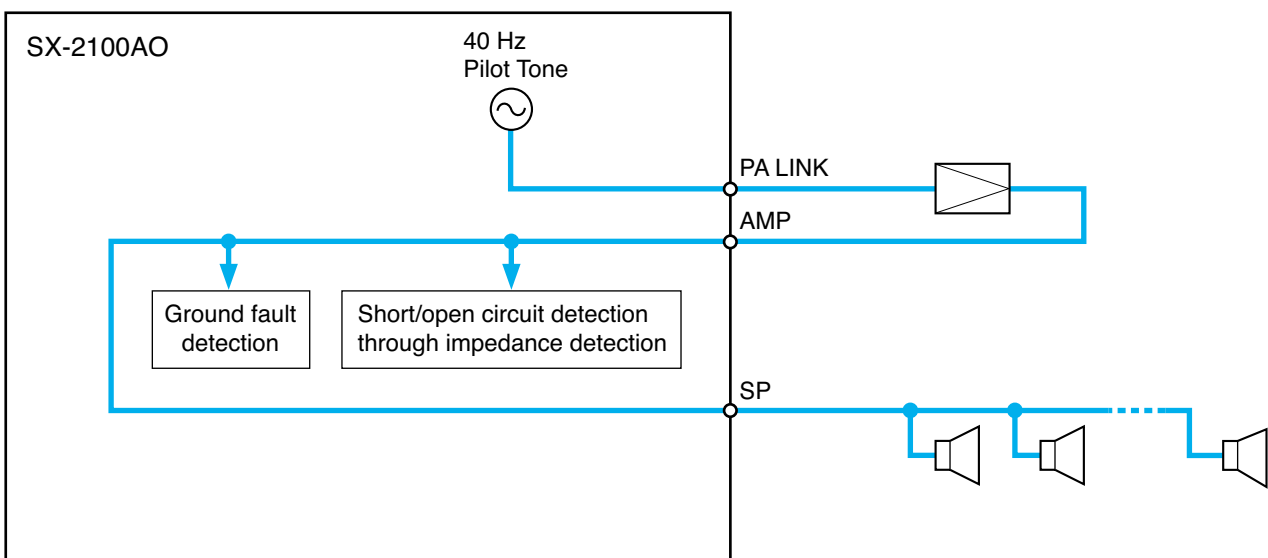 SX-2100AO
40 Hz
Pilot Tone
PA LINK
AMP
Ground fault
detection
Short/open circuit detection
through impedance detection
SP